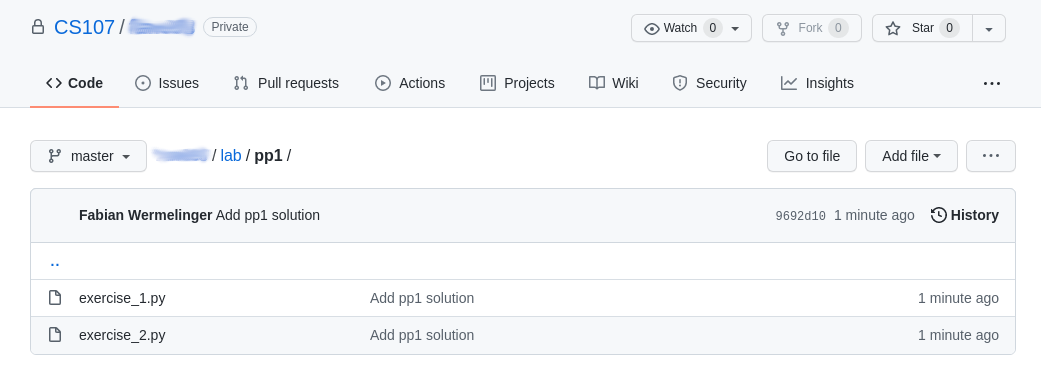 CS107 / Private Watch 0 Fork 0 Star 0
Code Issues Pull requests Actions Projects Wiki Security Insights ...
master / lab / pp1 / Go to file Add file ...
Fabian Wermelinger Add pp1 solution 9692d10 1 minute ago History
..
exercise_1.py Add pp1 solution 1 minute ago
exercise_2.py Add pp1 solution 1 minute ago